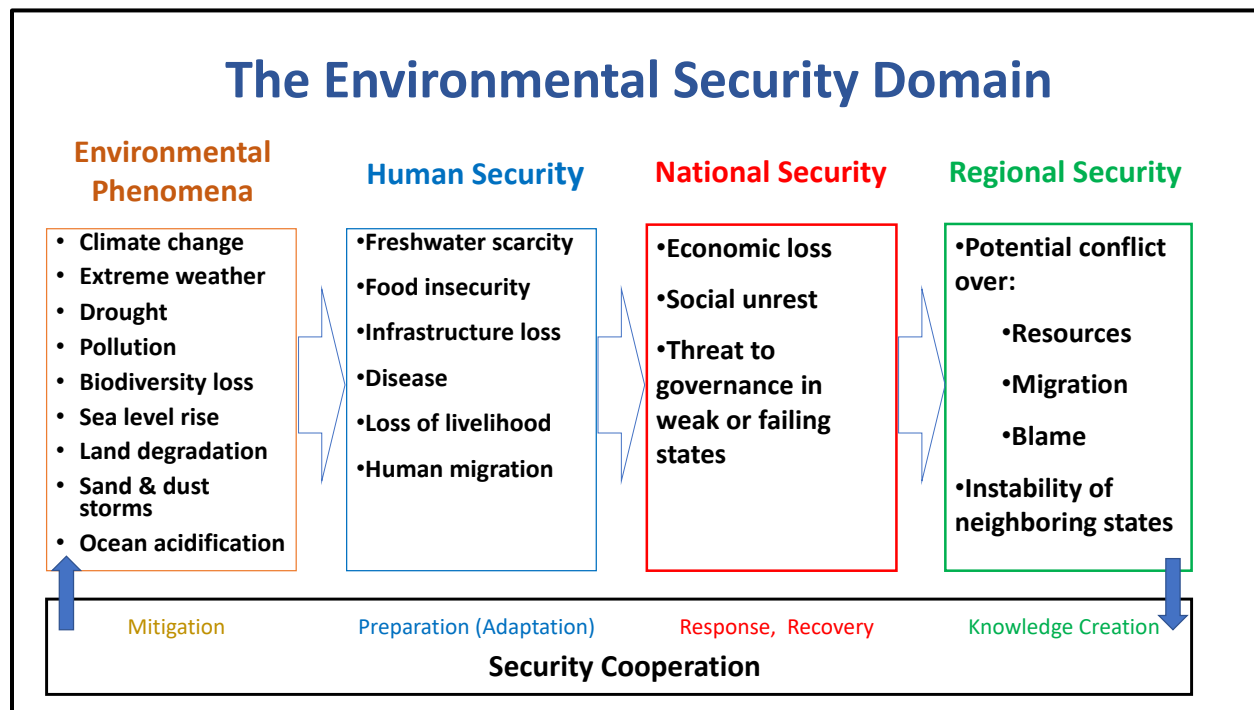 The Environmental Security Domain
Environmental
Phenomena
• Climate change
• Extreme weather
• Drought
• Pollution
• Biodiversity loss
• Sea level rise
• Land degradation
• Sand & dust
storms
• Ocean acidification
Human Security
•Freshwater scarcity
•Food insecurity
•Infrastructure loss
•Disease
•Loss of livelihood
•Human migration
National Security
•Economic loss
•Social unrest
•Threat to
governance in
weak or failing
states
Regional Security
•Potential conflict
over:
•Resources
•Migration
•Blame
•Instability of
neighboring states
Mitigation
Preparation (Adaptation)
Response, Recovery
Knowledge Creation
Security Cooperation